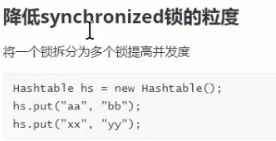 降低synchronized锁的粒度
将一个锁拆分为多个锁提高并发度
Hashtable hs = new Hashtable();
hs.put("aa", "bb");
hs.put("xx", "yy");